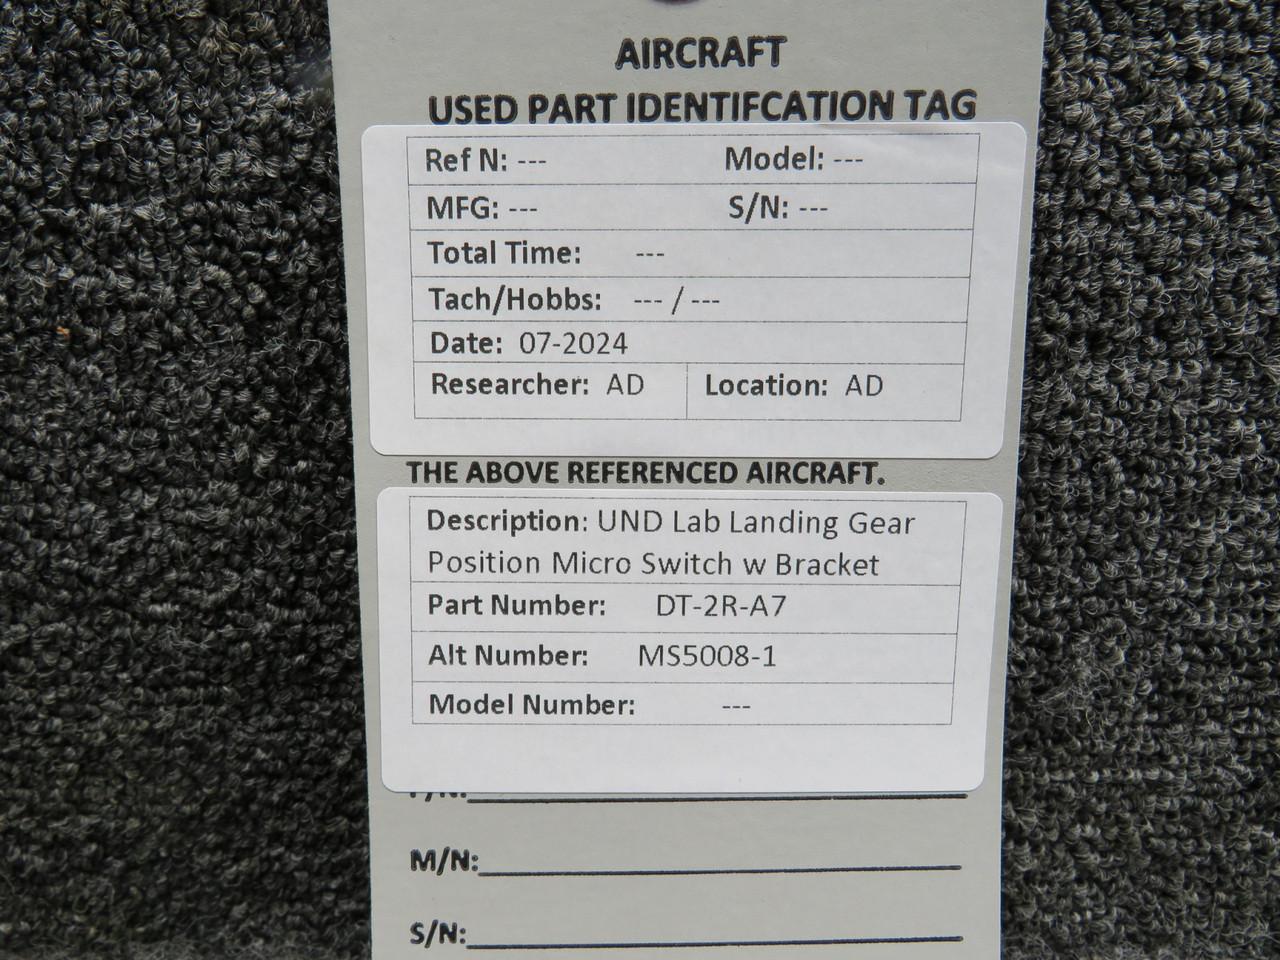 AIRCRAFT
USED PART IDENTIFCATION TAG
Ref N: --- Model: ---
MFG: --- S/N: ---
Total Time: ---
Tach/Hobbs: --- / ---
Date: 07-2024
Researcher: AD Location: AD
THE ABOVE REFERENCED AIRCRAFT.
Description: UND Lab Landing Gear
Position Micro Switch w Bracket
Part Number: DT-2R-A7
Alt Number: MS5008-1
Model Number: ---
M/N:
S/N: